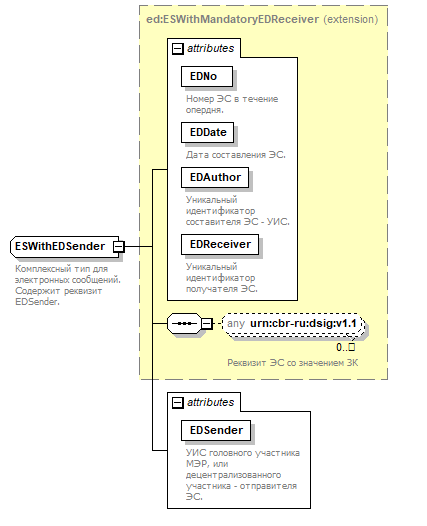 ed:ESWithMandatoryEDReceiver (extension)
attributes
EDNo
Номер ЭС в течение
опердня.
EDDate
Дата составления ЭС.
EDAuthor
Уникальный
идентификатор
составителя ЭС - УИС.
EDReceiver
Уникальный
идентификатор
получателя ЭС.
ESWithEDSender
Комплексный тип для
электронных сообщений.
Содержит реквизит
EDSender.
any urn:cbr-ru:dsig:v1.1
0..
Реквизит ЭС со значением ЗК
attributes
EDSender
УИС головного участника
МЭР, или
децентрализованного
участника - отправителя
ЭС.